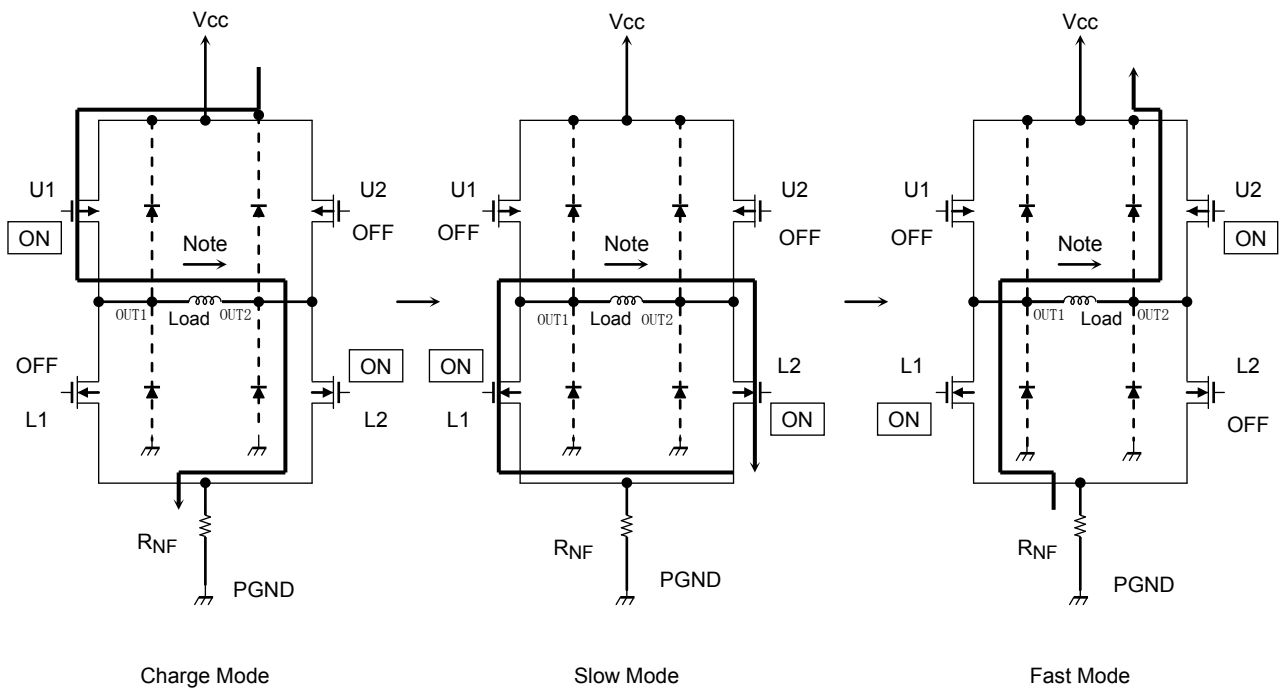 Vcc
U1
ON
U2
OFF
Note
OUT1
Load
OUT2
OFF
L1
ON
L2
RNF
PGND
Charge Mode
Vcc
U1
OFF
U2
OFF
Note
OUT1
Load
OUT2
ON
L1
L2
ON
RNF
PGND
Slow Mode
Vcc
U1
OFF
U2
ON
Note
OUT1
Load
OUT2
L1
ON
L2
OFF
RNF
PGND
Fast Mode